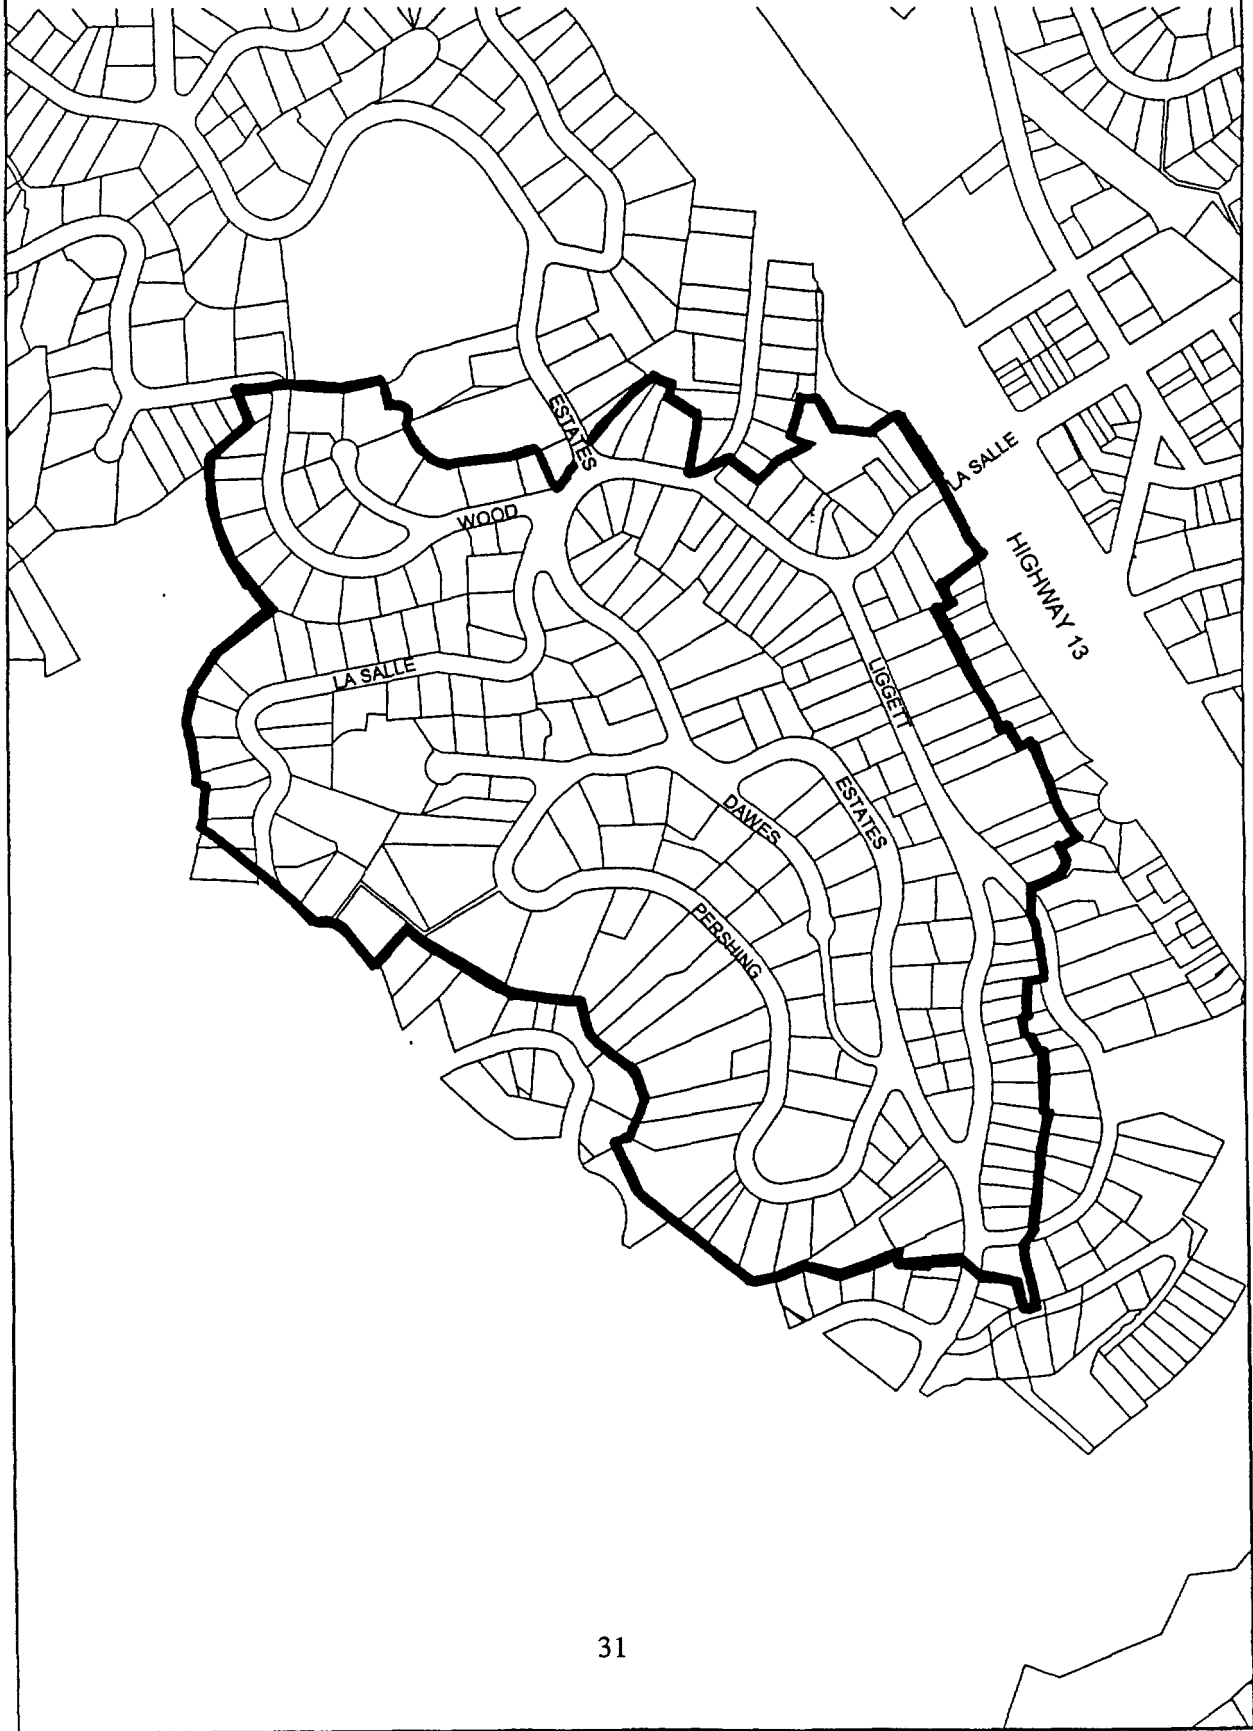 ESTATES
LA SALLE
WOOD
HIGHWAY 13
LA SALLE
LIGGETT
DAWES
ESTATES
PERSHING
31